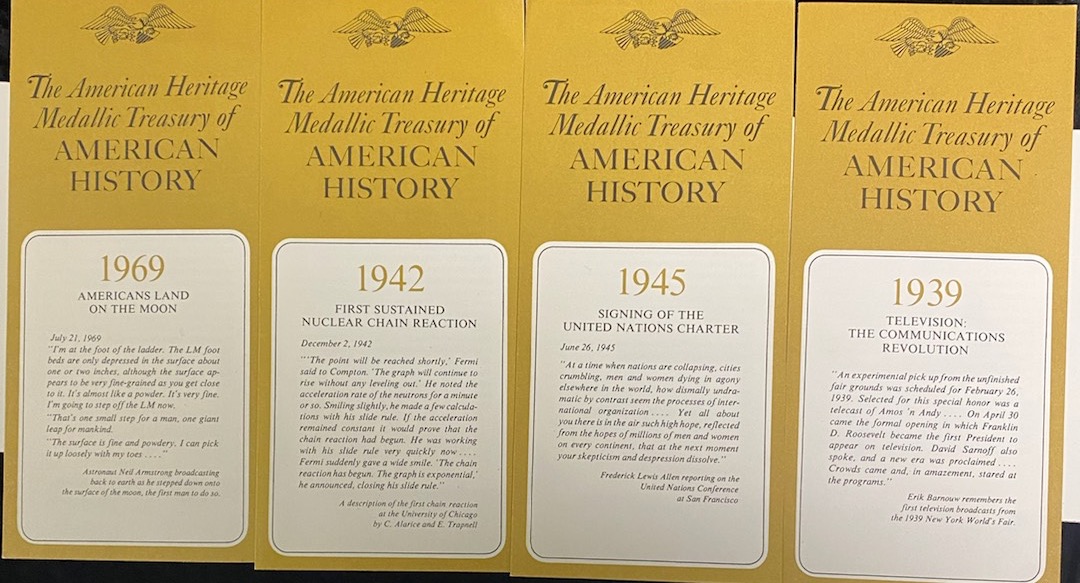 The American Heritage
Medallic Treasury of
AMERICAN
HISTORY
1969
AMERICANS LAND
ON THE MOON
July 21, 1969
"I'm at the foot of the ladder. The LM foot
beds are only depressed in the surface about
one or two inches, although the surface ap-
pears to be very fine-grained as you get close
to it. It's almost like a powder. It's very fine.
I'm going to step off the LM now.
"That's one small step for a man, one giant
leap for mankind.
"The surface is fine and powdery. I can pick
it up loosely with my toes . . . ."
Astronaut Neil Armstrong broadcasting
back to earth as he stepped down onto
the surface of the moon, the first man to do so.
The American Heritage
Medallic Treasury of
AMERICAN
HISTORY
1942
FIRST SUSTAINED
NUCLEAR CHAIN REACTION
December 2, 1942
"'The point will be reached shortly,' Fermi
said to Compton. 'The graph will continue to
rise without any leveling out.' He noted the
acceleration rate of the neutrons for a minute
or so. Smiling slightly, he made a few calcula-
tions with his slide rule. If the acceleration
remained constant it would prove that the
chain reaction had begun. He was working
with his slide rule very quickly now . . . .
Fermi suddenly gave a wide smile. 'The chain
reaction has begun. The graph is exponential,'
he announced, closing his slide rule."
A description of the first chain reaction
at the University of Chicago
by C. Alarice and E. Trapnell
The American Heritage
Medallic Treasury of
AMERICAN
HISTORY
1945
SIGNING OF THE
UNITED NATIONS CHARTER
June 26, 1945
"At a time when nations are collapsing, cities
crumbling, men and women dying in agony
elsewhere in the world, how dismally undra-
matic by contrast seem the processes of inter-
national organization . . . . Yet all about
you there is in the air such high hope, reflected
from the hopes of millions of men and women
on every continent, that at the next moment
your skepticism and despression dissolve."
Frederick Lewis Allen reporting on the
United Nations Conference
at San Francisco
The American Heritage
Medallic Treasury of
AMERICAN
HISTORY
1939
TELEVISION:
THE COMMUNICATIONS
REVOLUTION
"An experimental pick up from the unfinished
fair grounds was scheduled for February 26,
1939. Selected for this special honor was a
telecast of Amos 'n Andy . . . . On April 30
came the formal opening in which Franklin
D. Roosevelt became the first President to
appear on television. David Sarnoff also
spoke, and a new era was proclaimed . . . .
Crowds came and, in amazement, stared at
the programs."
Erik Barnouw remembers the
first television broadcasts from
the 1939 New York World's Fair.